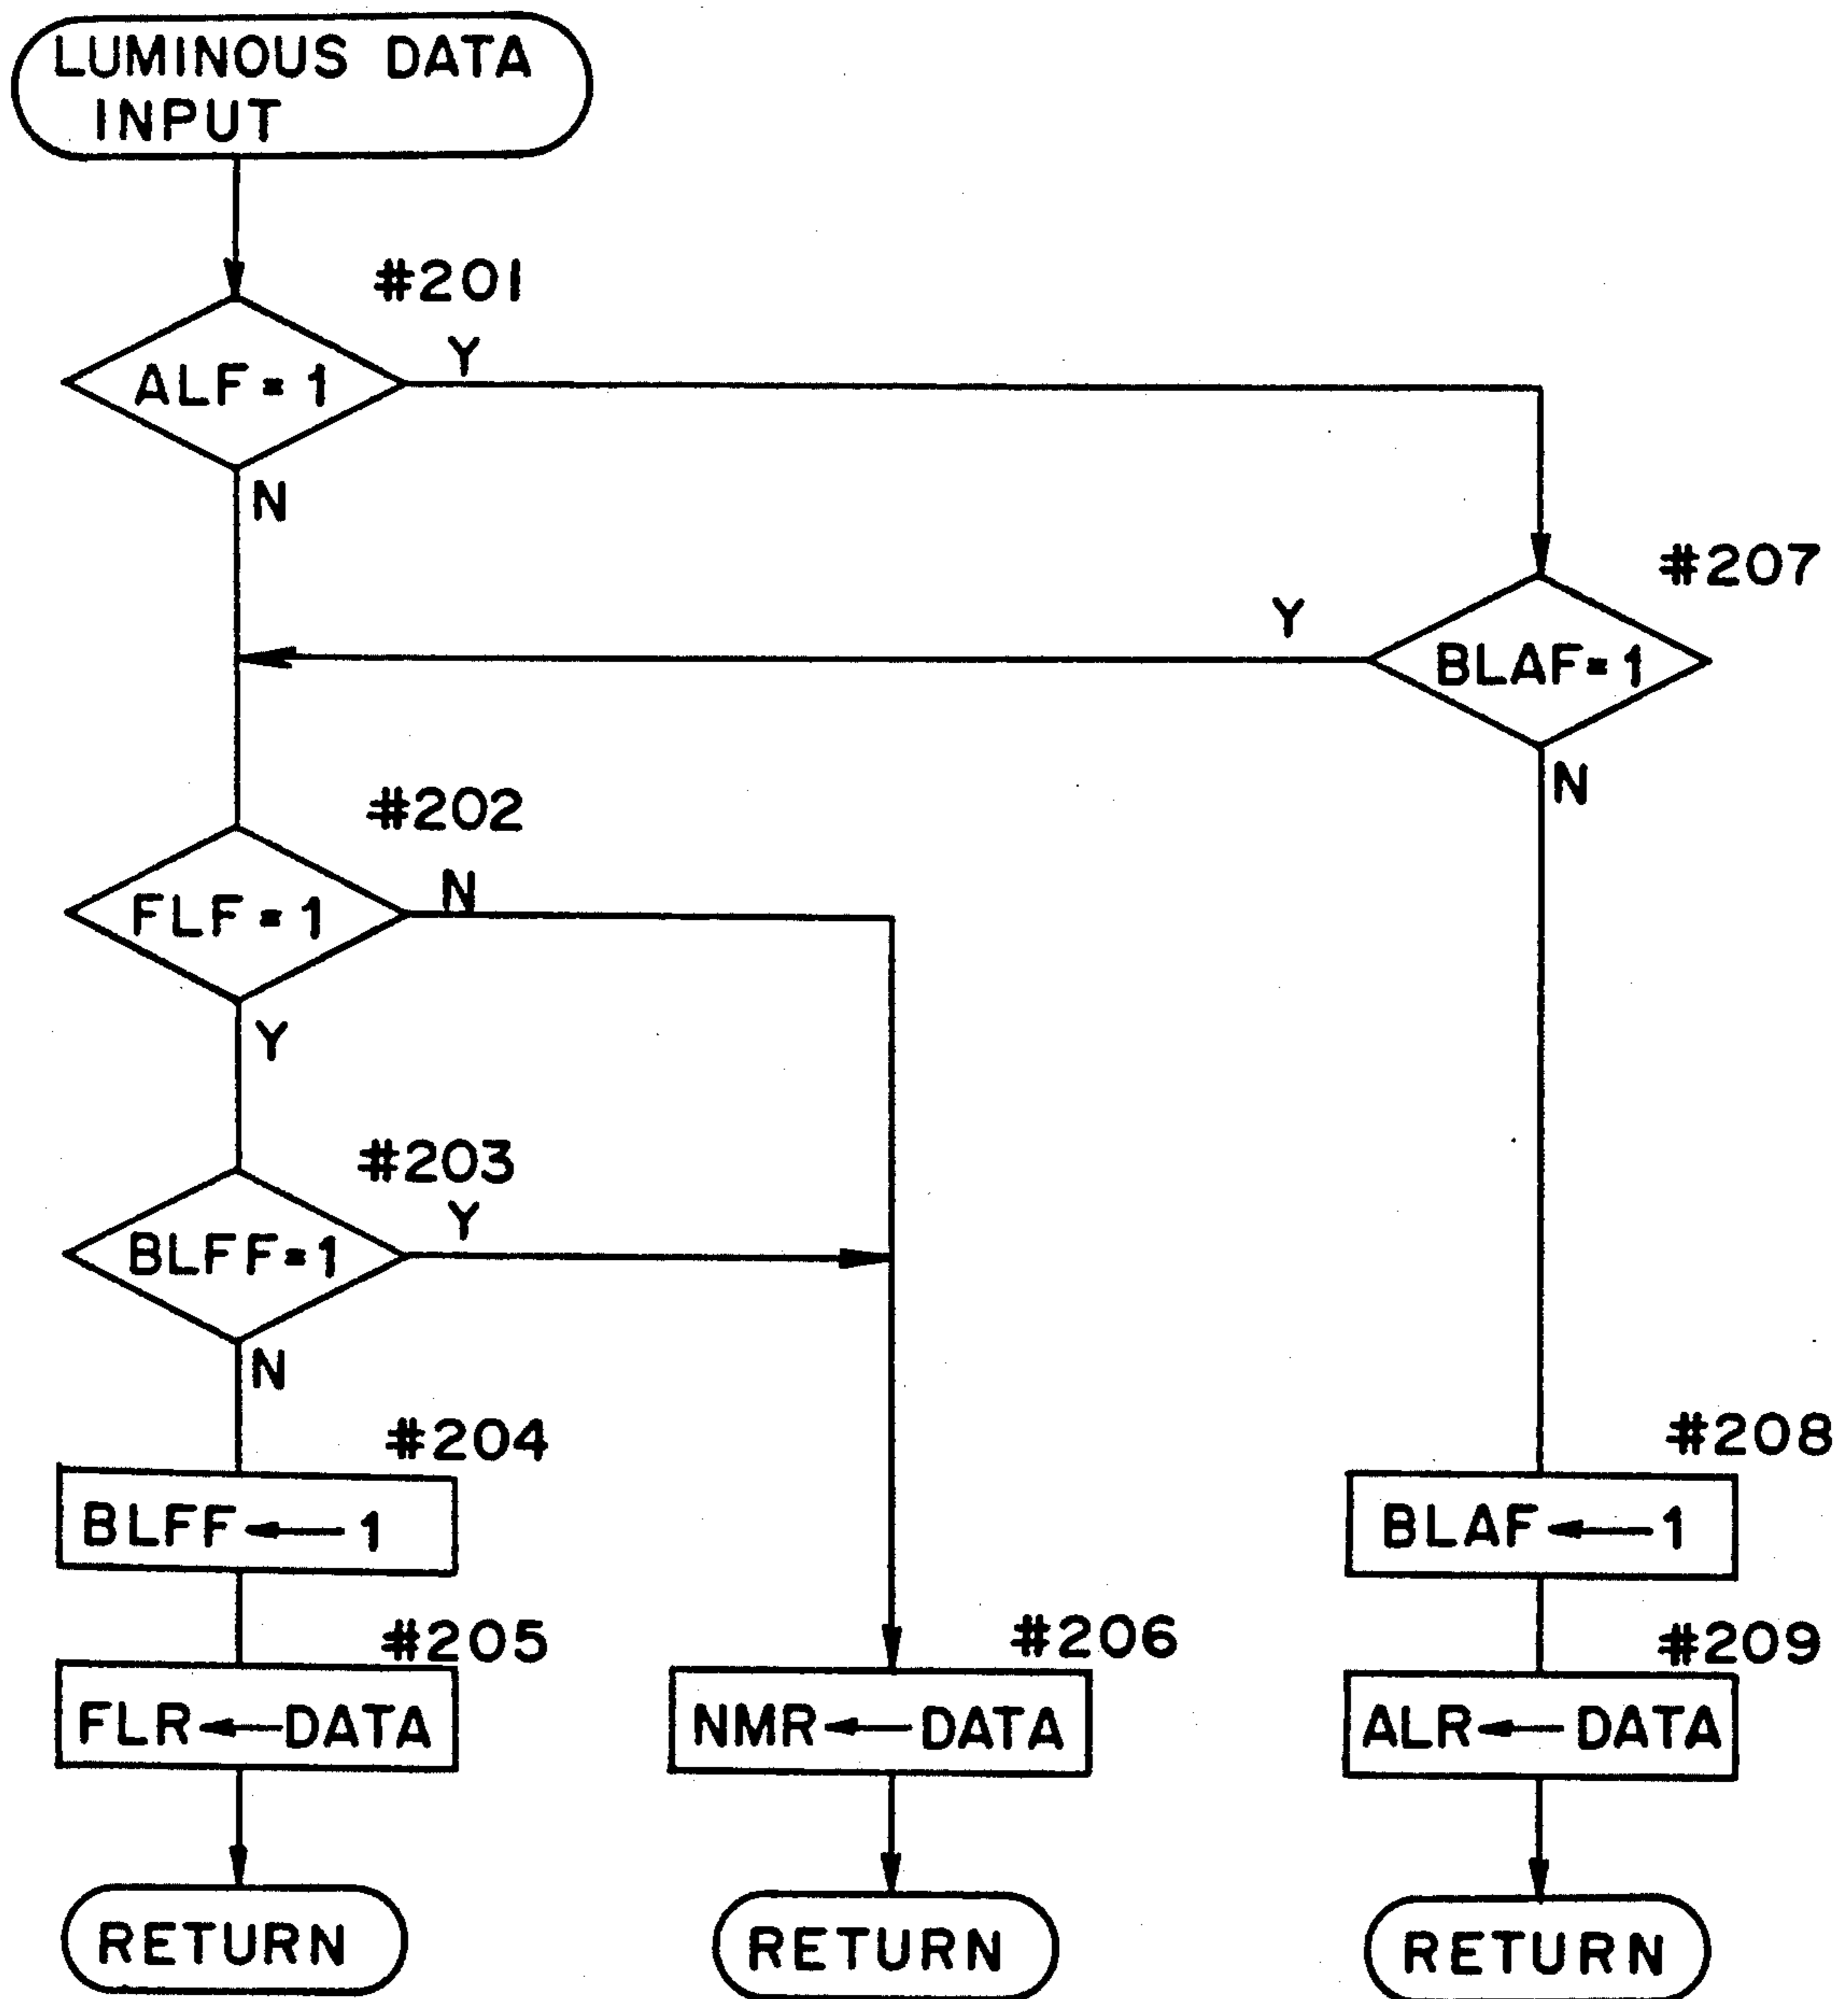 LUMINOUS DATA
INPUT
#201
ALF = 1
Y
N
#207
BLAF = 1
Y
N
#202
FLF = 1
N
Y
#203
BLFF = 1
Y
N
#204
BLFF ← 1
#205
FLR ← DATA
RETURN
#206
NMR ← DATA
RETURN
#208
BLAF ← 1
#209
ALR ← DATA
RETURN